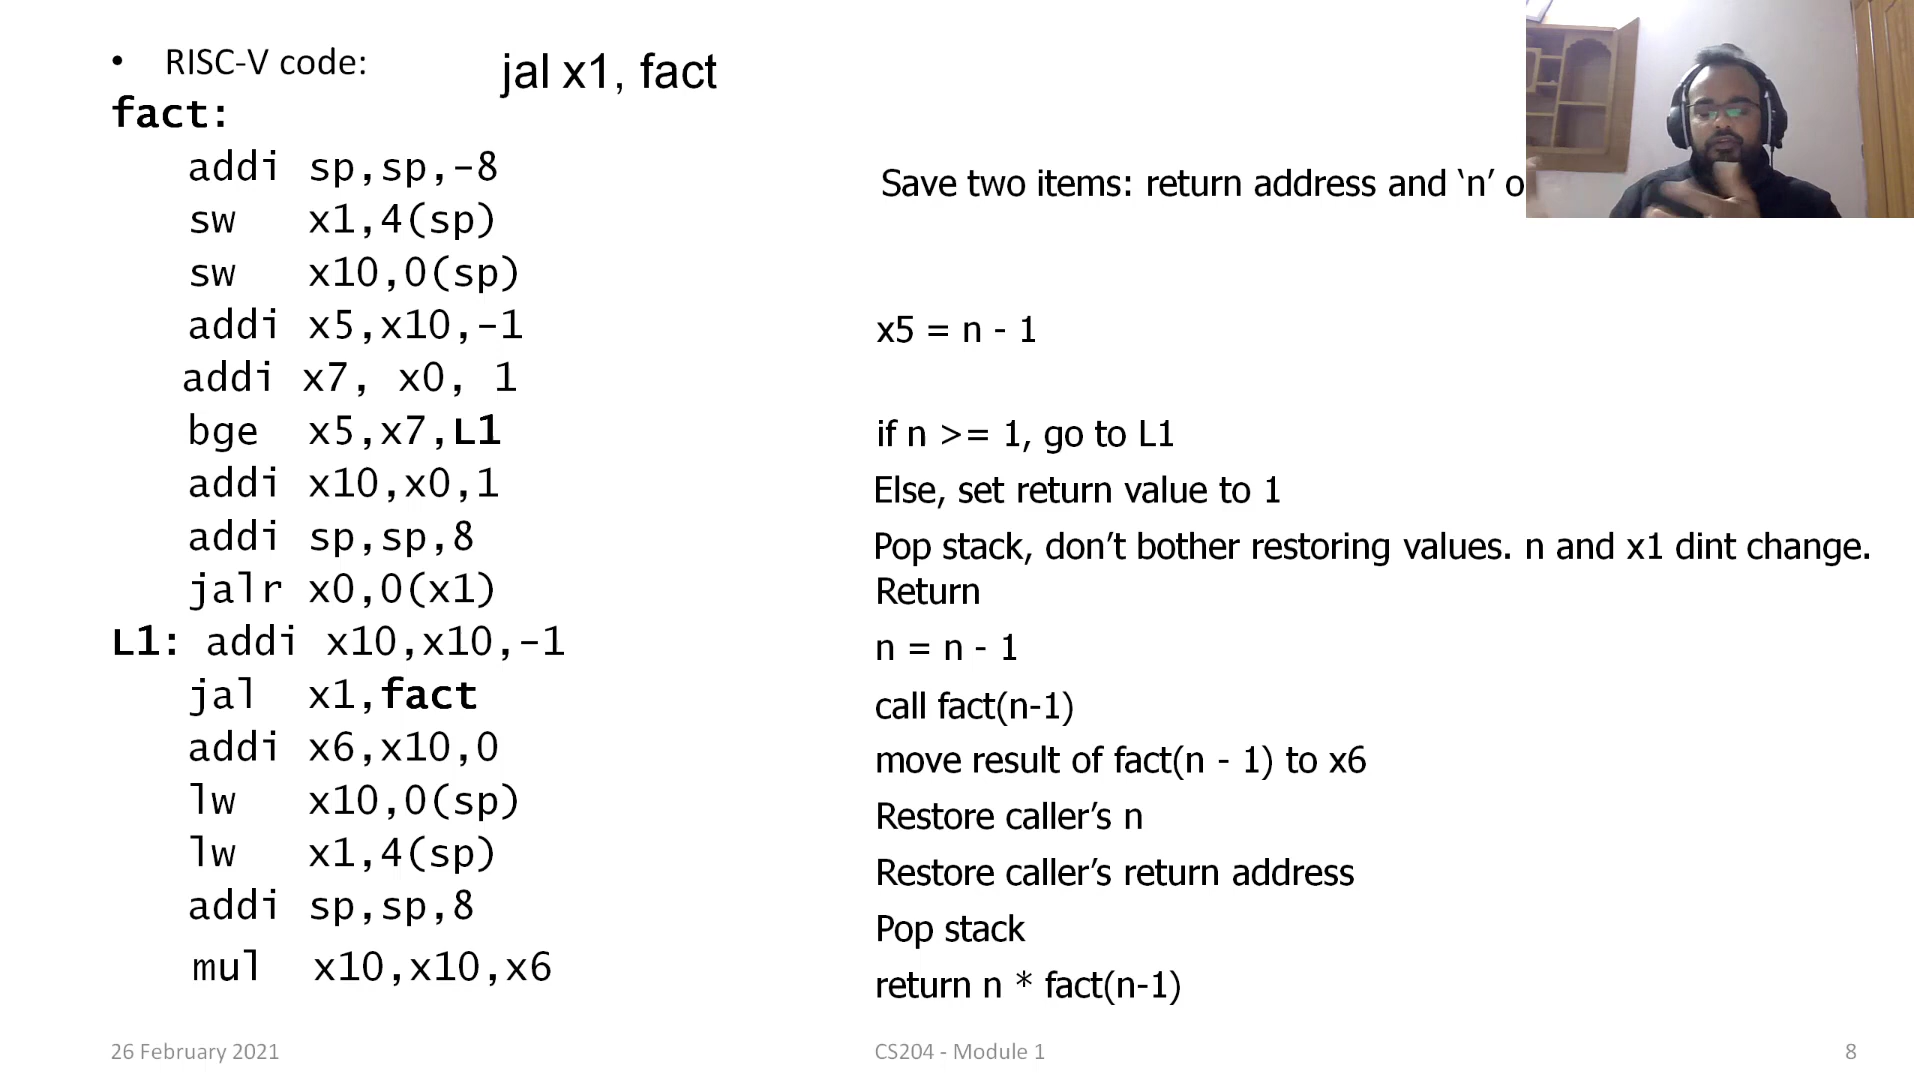 • RISC-V code:
jal x1, fact
fact:
addi sp,sp,-8
Save two items: return address and ‘n’ o
sw x1,4(sp)
sw x10,0(sp)
addi x5,x10,-1
x5 = n - 1
addi x7, x0, 1
bge x5,x7,L1
if n >= 1, go to L1
addi x10,x0,1
Else, set return value to 1
addi sp,sp,8
Pop stack, don’t bother restoring values. n and x1 dint change.
jalr x0,0(x1)
Return
L1: addi x10,x10,-1
n = n - 1
jal x1,fact
call fact(n-1)
addi x6,x10,0
move result of fact(n - 1) to x6
lw x10,0(sp)
Restore caller’s n
lw x1,4(sp)
Restore caller’s return address
addi sp,sp,8
Pop stack
mul x10,x10,x6
return n * fact(n-1)
26 February 2021
CS204 - Module 1
8